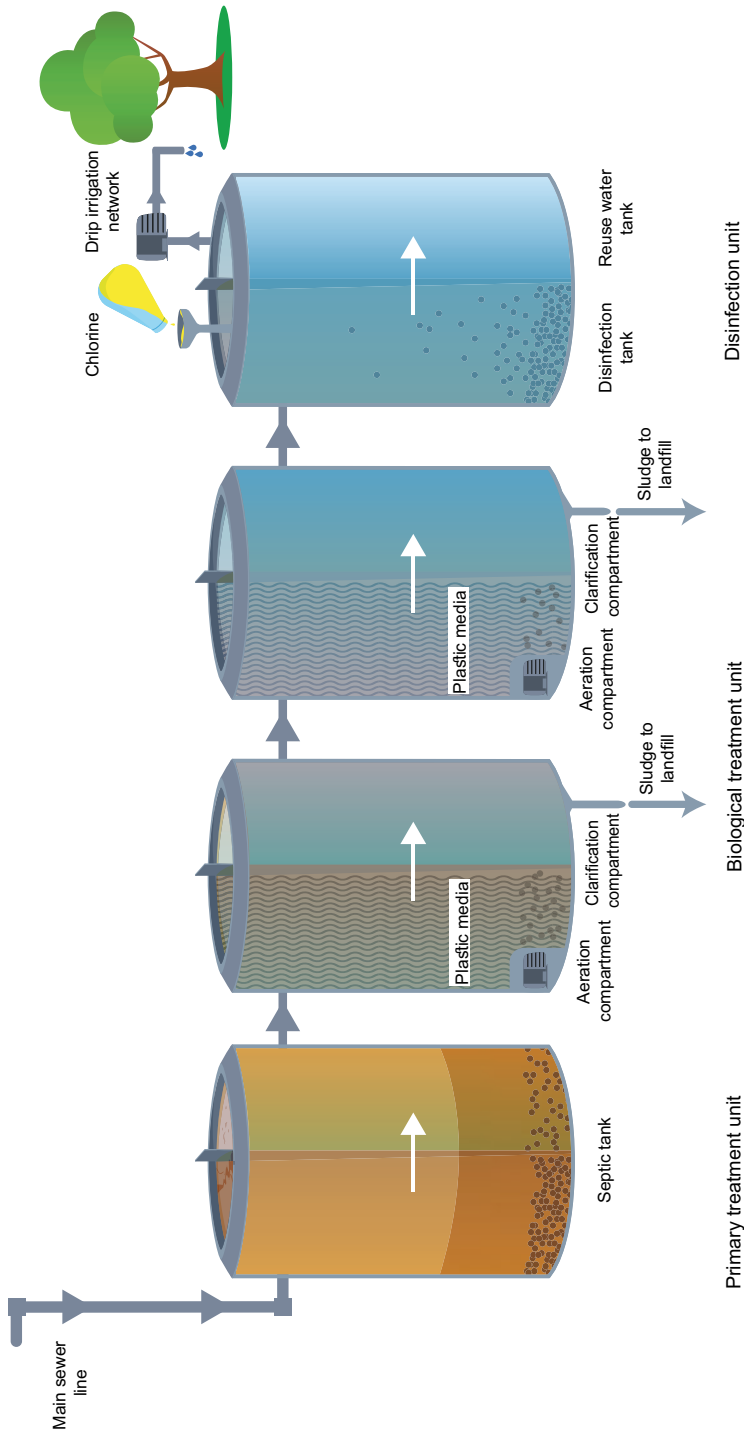 Main sewer
line
Chlorine
Drip irrigation
network
Plastic media
Plastic media
Septic tank
Aeration
compartment
Clarification
compartment
Sludge to
landfill
Aeration
compartment
Clarification
compartment
Sludge to
landfill
Disinfection
tank
Reuse water
tank
Primary treatment unit
Biological treatment unit
Disinfection unit